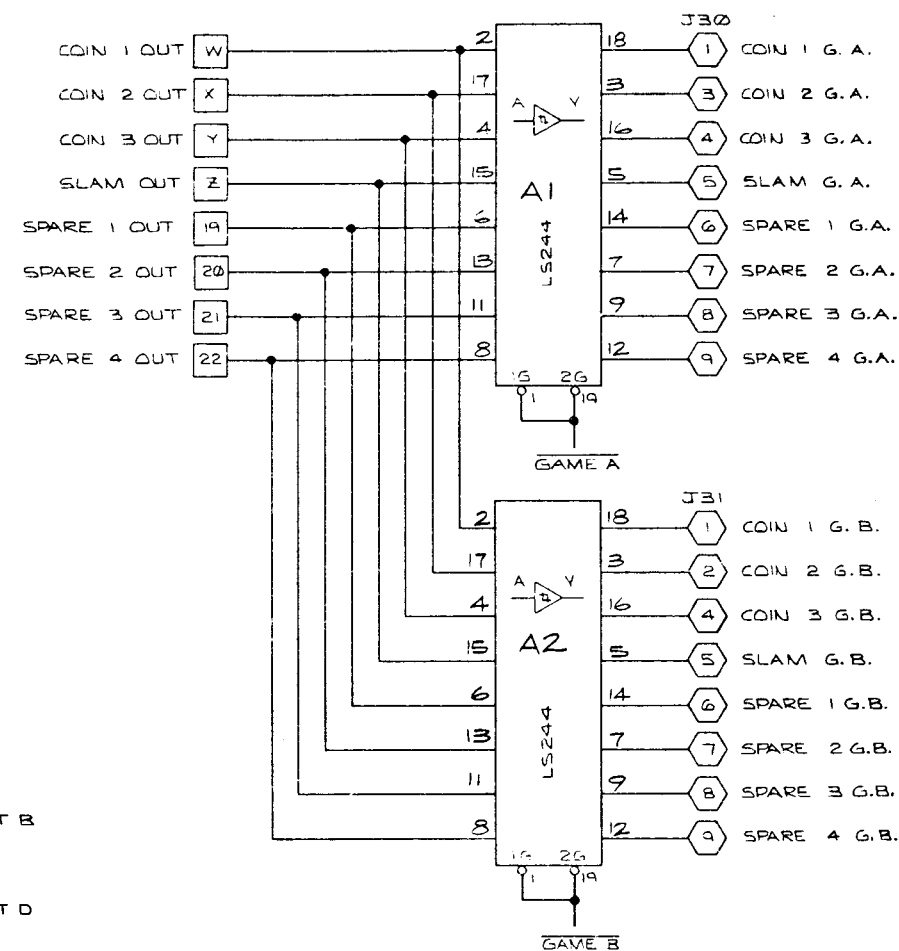 J30
COIN 1 OUT W 2 18 1 COIN 1 G. A.
COIN 2 OUT X 17 3 3 COIN 2 G.A.
A Y
COIN 3 OUT Y 4 16 4 COIN 3 G.A.
SLAM OUT Z 15 5 5 SLAM G. A.
A1
SPARE 1 OUT 19 6 14 6 SPARE 1 G.A.
LS244
SPARE 2 OUT 20 13 7 7 SPARE 2 G.A.
SPARE 3 OUT 21 11 9 8 SPARE 3 G.A.
SPARE 4 OUT 22 8 12 9 SPARE 4 G.A.
1G 2G
1 19
GAME A
J31
2 18 1 COIN 1 G. B.
17 3 2 COIN 2 G.B.
A Y
4 16 4 COIN 3 G.B.
A2
15 5 5 SLAM G.B.
6 14 6 SPARE 1 G.B.
LS244
13 7 7 SPARE 2 G.B.
11 9 8 SPARE 3 G.B.
T B
8 12 9 SPARE 4 G.B.
1G 2G
1 19
T D
GAME B